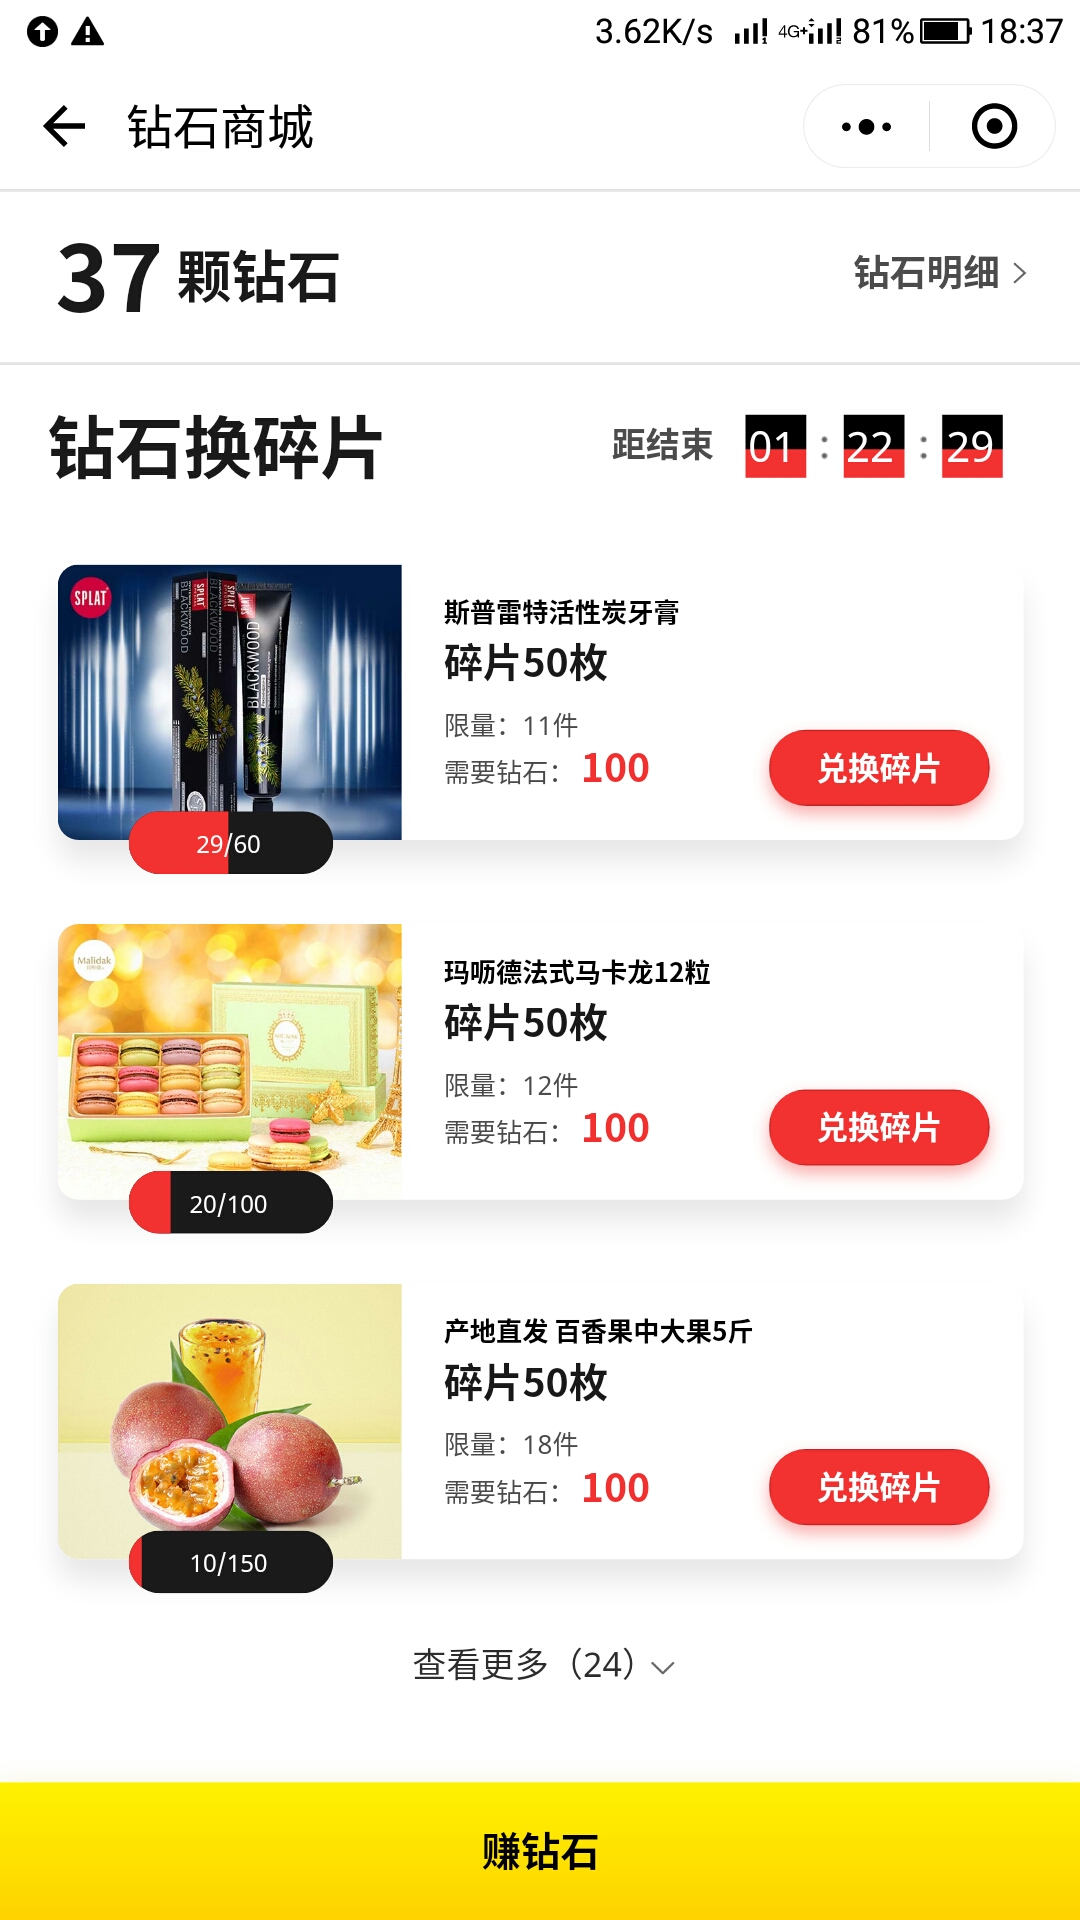 3.62K/s 4G+ 81% 18:37
钻石商城
37 颗钻石
钻石明细
钻石换碎片
距结束 01 : 22 : 29
SPLAT
SPLAT
BLACKWOOD
SPLAT
BLACKWOOD
BLACKWOOD
斯普雷特活性炭牙膏
碎片50枚
限量：11件
需要钻石：100
兑换碎片
29/60
Malidak
玛呖德法式马卡龙12粒
碎片50枚
限量：12件
需要钻石：100
兑换碎片
20/100
产地直发 百香果中大果5斤
碎片50枚
限量：18件
需要钻石：100
兑换碎片
10/150
查看更多（24）
赚钻石